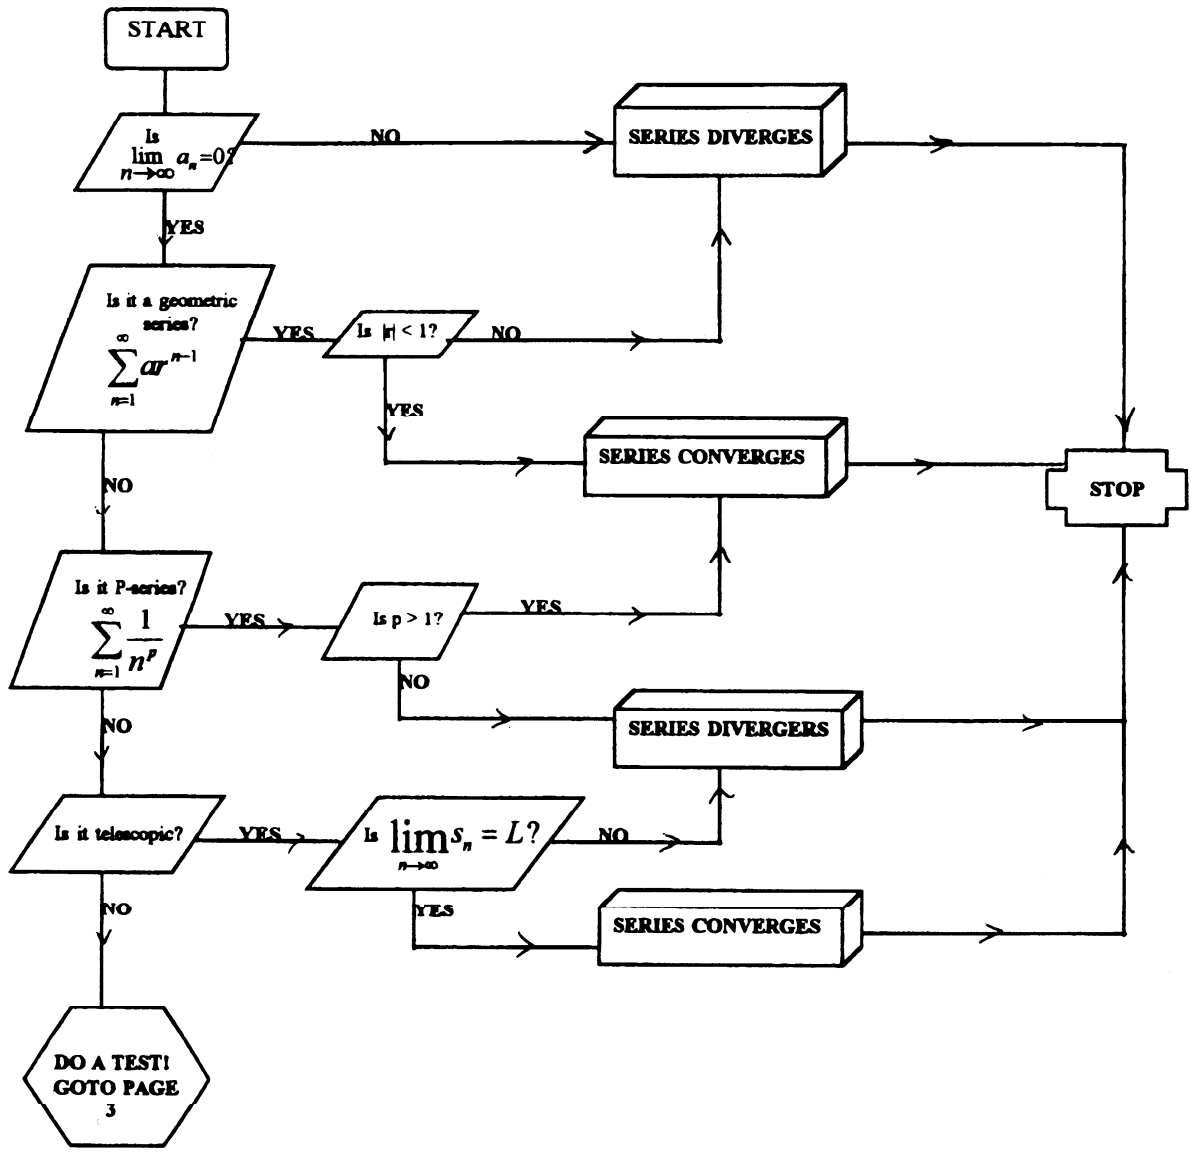 START
Is
lim a_n=0?
n→∞
NO
SERIES DIVERGES
YES
Is it a geometric
series?
∞
∑ ar^{n−1}
n=1
YES
Is |r| < 1?
NO
YES
SERIES CONVERGES
STOP
NO
Is it P-series?
∞
∑ 1/n^p
n=1
YES
Is p > 1?
YES
NO
SERIES DIVERGERS
NO
Is it telescopic?
YES
Is lim s_n = L?
n→∞
NO
YES
SERIES CONVERGES
NO
DO A TEST!
GOTO PAGE
3